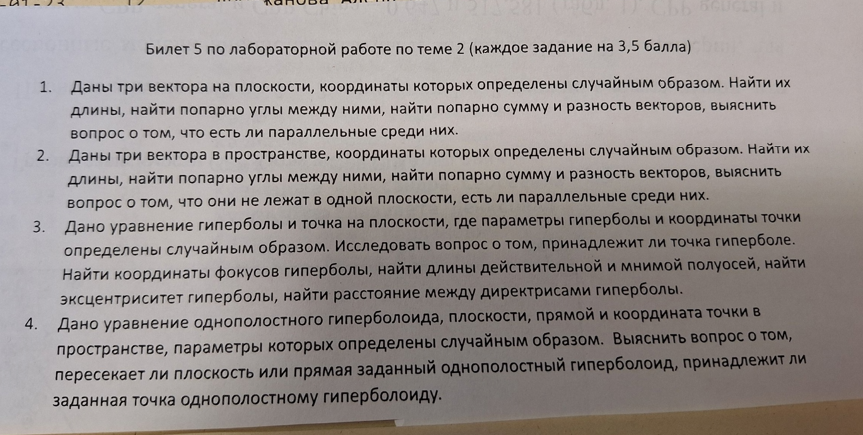 Билет 5 по лабораторной работе по теме 2 (каждое задание на 3,5 балла)
1. Даны три вектора на плоскости, координаты которых определены случайным образом. Найти их
длины, найти попарно углы между ними, найти попарно сумму и разность векторов, выяснить
вопрос о том, что есть ли параллельные среди них.
2. Даны три вектора в пространстве, координаты которых определены случайным образом. Найти их
длины, найти попарно углы между ними, найти попарно сумму и разность векторов, выяснить
вопрос о том, что они не лежат в одной плоскости, есть ли параллельные среди них.
3. Дано уравнение гиперболы и точка на плоскости, где параметры гиперболы и координаты точки
определены случайным образом. Исследовать вопрос о том, принадлежит ли точка гиперболе.
Найти координаты фокусов гиперболы, найти длины действительной и мнимой полуосей, найти
эксцентриситет гиперболы, найти расстояние между директрисами гиперболы.
4. Дано уравнение однополостного гиперболоида, плоскости, прямой и координата точки в
пространстве, параметры которых определены случайным образом. Выяснить вопрос о том,
пересекает ли плоскость или прямая заданный однополостный гиперболоид, принадлежит ли
заданная точка однополостному гиперболоиду.